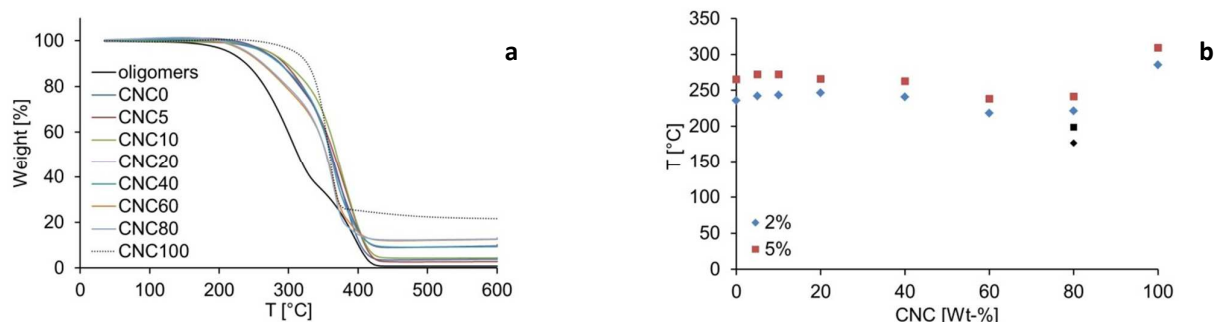 100
80
60
40
20
0
Weight [%]
oligomers
CNC0
CNC5
CNC10
CNC20
CNC40
CNC60
CNC80
CNC100
0 100 200 300 400 500 600
T [°C]
a
350
300
250
200
150
100
50
0
T [°C]
2%
5%
0 20 40 60 80 100
CNC [Wt-%]
b